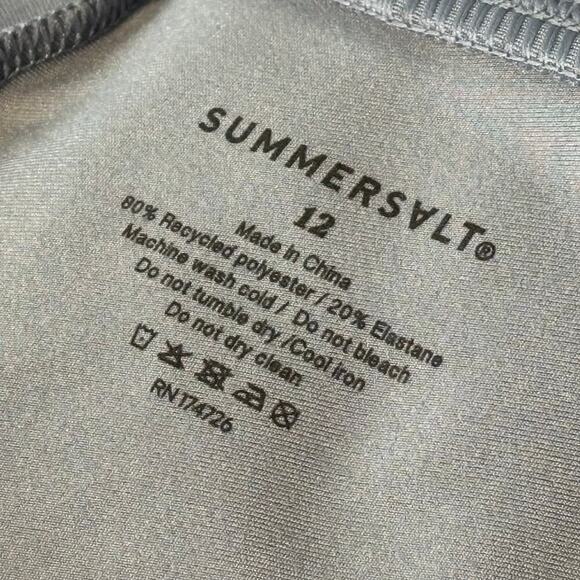 SUMMERSⱯLT®
12
Made in China
80% Recycled polyester / 20% Elastane
Machine wash cold / Do not bleach
Do not tumble dry /Cool iron
Do not dry clean
RN 174726